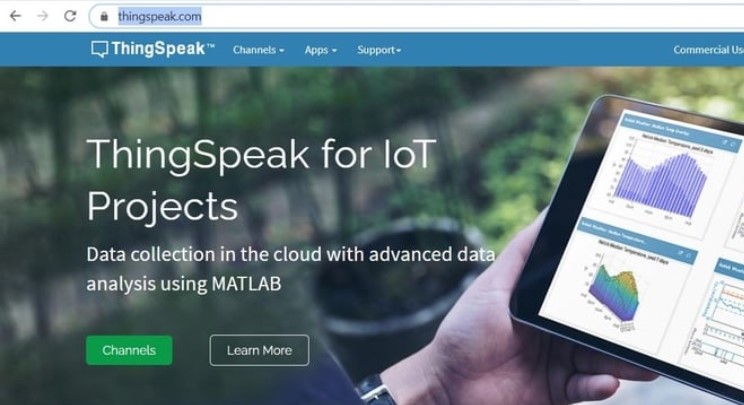 thingspeak.com
ThingSpeak™ Channels Apps Support Commercial Us
ThingSpeak for IoT
Projects
Data collection in the cloud with advanced data
analysis using MATLAB
Channels Learn More